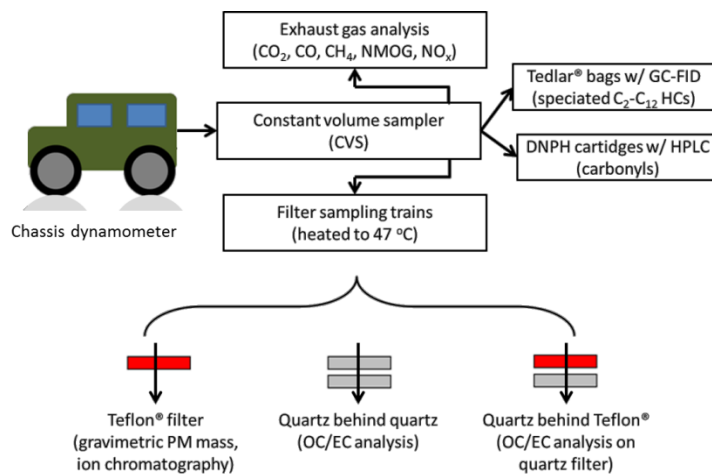 Exhaust gas analysis
(CO₂, CO, CH₄, NMOG, NOₓ)
Tedlar® bags w/ GC-FID
(speciated C₂-C₁₂ HCs)
Constant volume sampler
(CVS)
DNPH cartidges w/ HPLC
(carbonyls)
Chassis dynamometer
Filter sampling trains
(heated to 47 °C)
Teflon® filter
(gravimetric PM mass,
ion chromatography)
Quartz behind quartz
(OC/EC analysis)
Quartz behind Teflon®
(OC/EC analysis on
quartz filter)